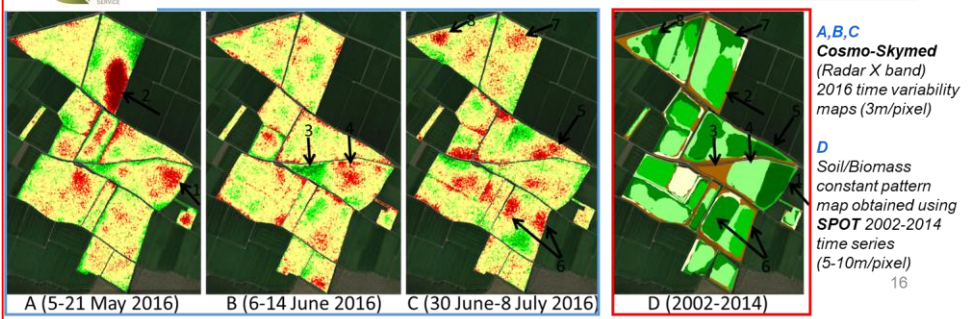 SERVICE
8
7
2
3
4
5
1
6
8
7
2
3
4
5
1
6
A (5-21 May 2016)
B (6-14 June 2016)
C (30 June-8 July 2016)
D (2002-2014)
A,B,C
Cosmo-Skymed
(Radar X band)
2016 time variability
maps (3m/pixel)
D
Soil/Biomass
constant pattern
map obtained using
SPOT 2002-2014
time series
(5-10m/pixel)
16